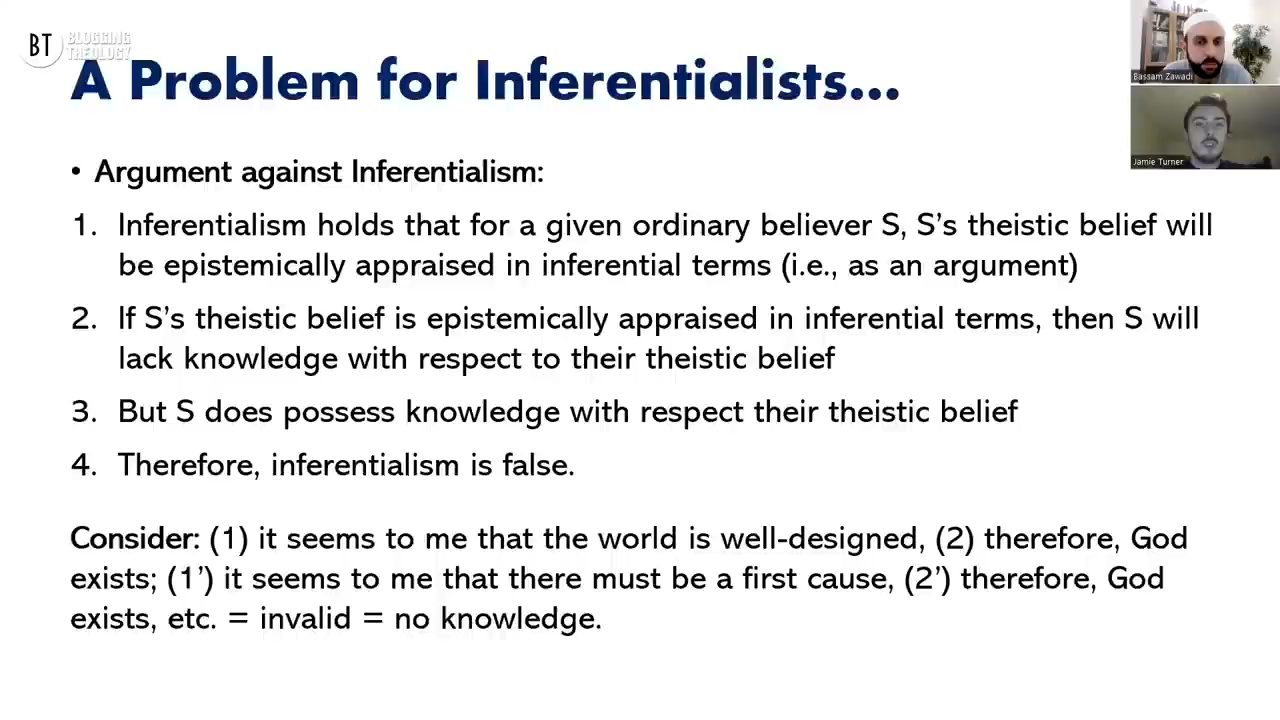 BT BLOGGING
THEOLOGY
A Problem for Inferentialists...
Bassam Zawadi
Jamie Turner
• Argument against Inferentialism:
1. Inferentialism holds that for a given ordinary believer S, S’s theistic belief will
be epistemically appraised in inferential terms (i.e., as an argument)
2. If S’s theistic belief is epistemically appraised in inferential terms, then S will
lack knowledge with respect to their theistic belief
3. But S does possess knowledge with respect their theistic belief
4. Therefore, inferentialism is false.
Consider: (1) it seems to me that the world is well-designed, (2) therefore, God
exists; (1’) it seems to me that there must be a first cause, (2’) therefore, God
exists, etc. = invalid = no knowledge.